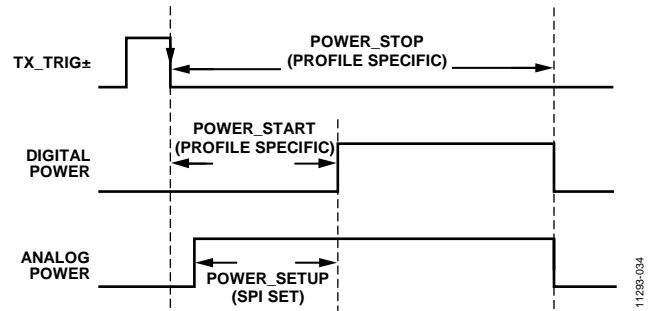 TX_TRIG±
POWER_STOP
(PROFILE SPECIFIC)
POWER_START
(PROFILE SPECIFIC)
DIGITAL
POWER
ANALOG
POWER
POWER_SETUP
(SPI SET)
11293-034